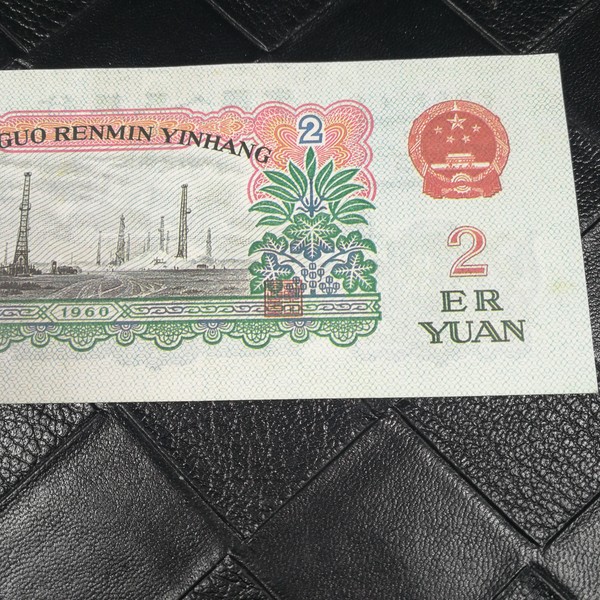 GUO RENMIN YINHANG
2
2
ER
YUAN
1960